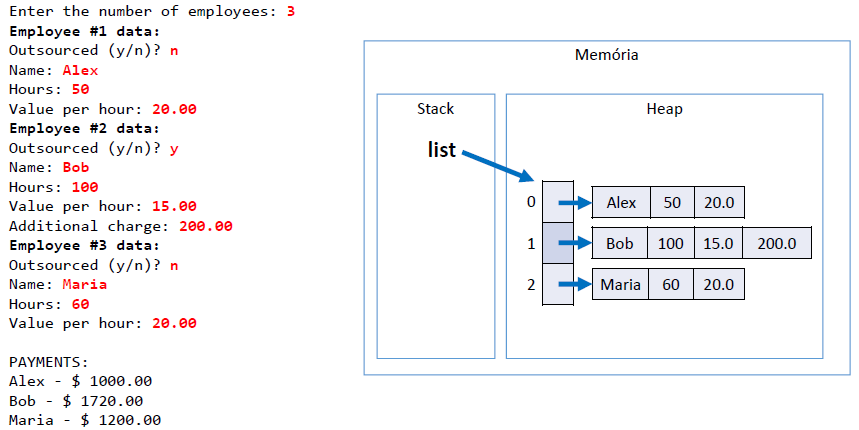 Enter the number of employees: 3
Employee #1 data:
Outsourced (y/n)? n
Name: Alex
Hours: 50
Value per hour: 20.00
Employee #2 data:
Outsourced (y/n)? y
Name: Bob
Hours: 100
Value per hour: 15.00
Additional charge: 200.00
Employee #3 data:
Outsourced (y/n)? n
Name: Maria
Hours: 60
Value per hour: 20.00
PAYMENTS:
Alex - $ 1000.00
Bob - $ 1720.00
Maria - $ 1200.00
Memória
Stack
Heap
list
0 Alex 50 20.0
1 Bob 100 15.0 200.0
2 Maria 60 20.0